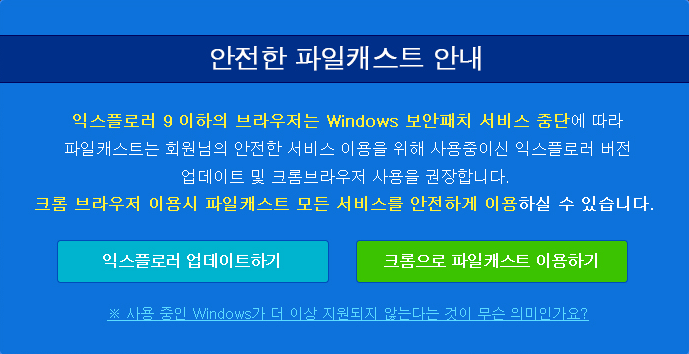 안전한 파일캐스트 안내
익스플로러 9 이하의 브라우저는 Windows 보안패치 서비스 중단에 따라
파일캐스트는 회원님의 안전한 서비스 이용을 위해 사용중이신 익스플로러 버전
업데이트 및 크롬브라우저 사용을 권장합니다.
크롬 브라우저 이용시 파일캐스트 모든 서비스를 안전하게 이용하실 수 있습니다.
익스플로러 업데이트하기
크롬으로 파일캐스트 이용하기
※ 사용 중인 Windows가 더 이상 지원되지 않는다는 것이 무슨 의미인가요?